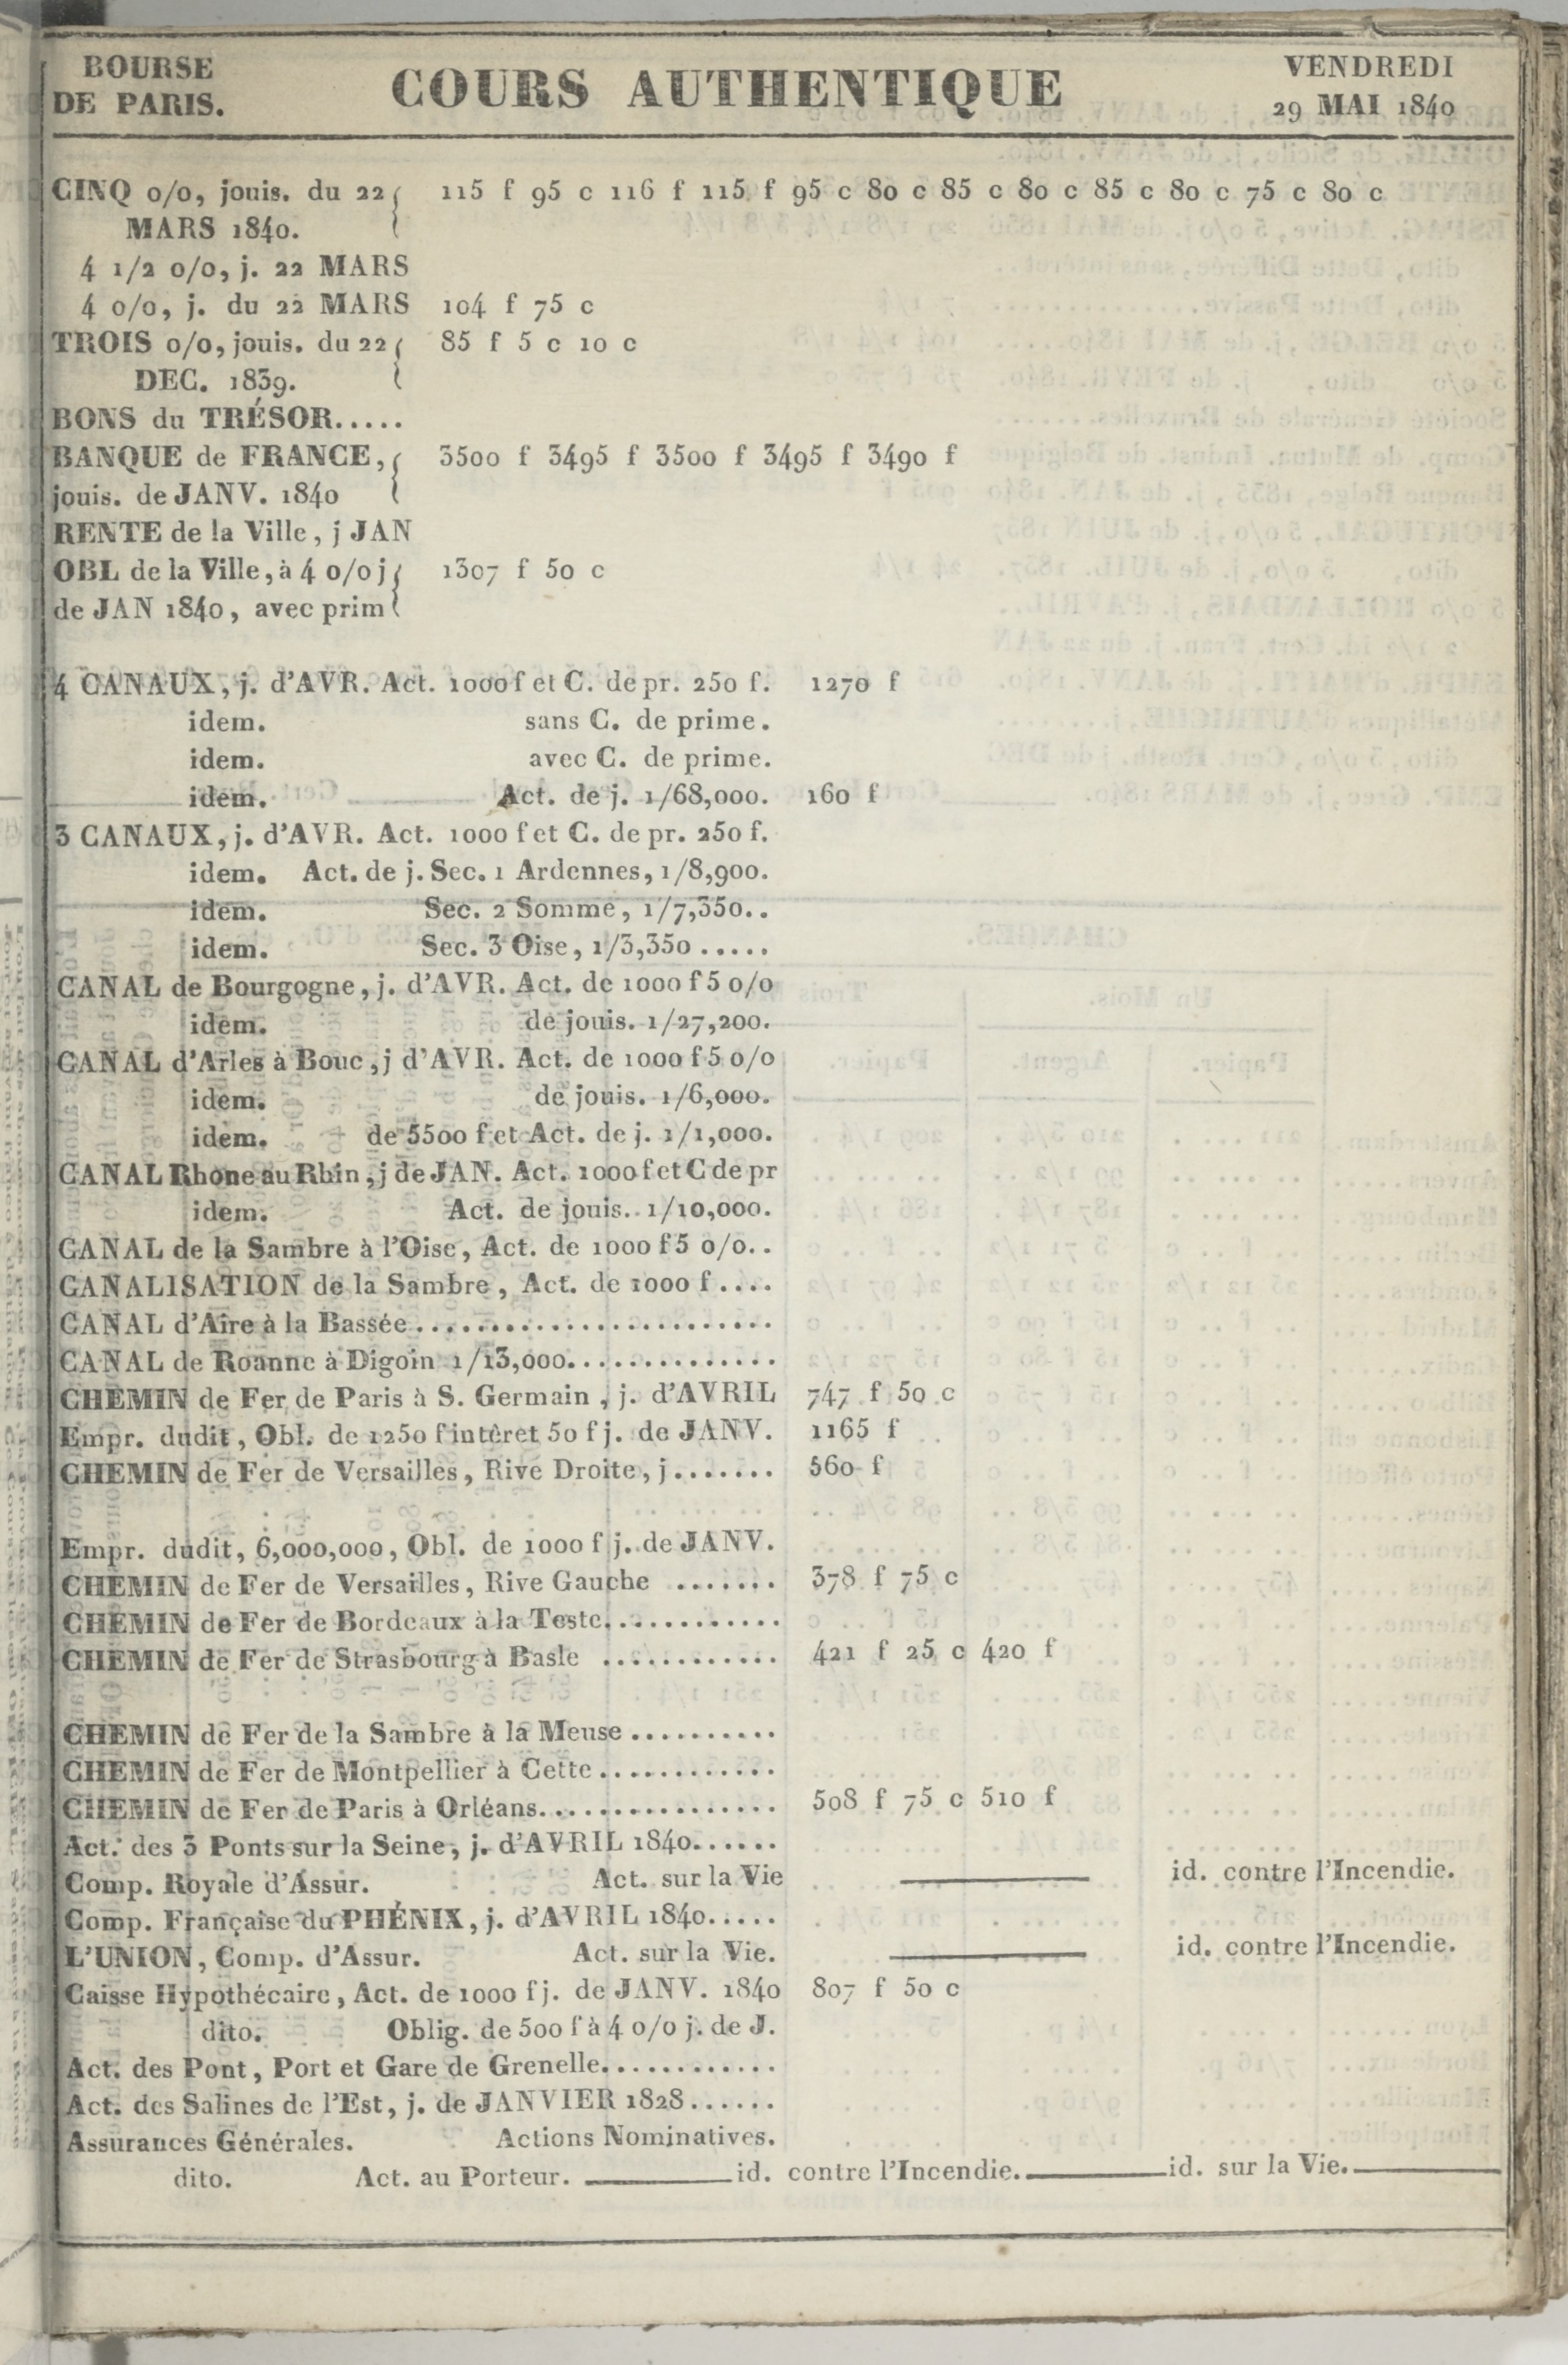 BOURSE DE PARIS.
COURS AUTHENTIQUE
VENDREDI 29 MAI 1840
CINQ 0/0, jouis. du 22 MARS 1840. 115 f 95 c 116 f 115 f 95 c 80 c 85 c 80 c 85 c 80 c 75 c 80 c
4 1/2 0/0, j. 22 MARS
4 0/0, j. du 22 MARS 104 f 75 c
TROIS 0/0, jouis. du 22 DEC. 1839. 85 f 5 c 10 c
BONS du TRÉSOR.....
BANQUE de FRANCE, jouis. de JANV. 1840 3500 f 3495 f 3500 f 3495 f 3490 f
RENTE de la Ville, j JAN
OBL de la Ville, à 4 0/0 j de JAN 1840, avec prim 1307 f 50 c
4 CANAUX, j. d'AVR. Act. 1000 f et C. de pr. 250 f. 1270 f
idem. sans C. de prime.
idem. avec C. de prime.
idem. Act. de j. 1/68,000. 160 f
3 CANAUX, j. d'AVR. Act. 1000 f et C. de pr. 250 f.
idem. Act. de j. Sec. 1 Ardennes, 1/8,900.
idem. Sec. 2 Somme, 1/7,350..
idem. Sec. 3 Oise, 1/3,350.....
CANAL de Bourgogne, j. d'AVR. Act. de 1000 f 5 0/0
idem. de jouis. 1/27,200.
CANAL d'Arles à Bouc, j d'AVR. Act. de 1000 f 5 0/0
idem. de jouis. 1/6,000.
idem. de 5500 f et Act. de j. 1/1,000.
CANAL Rhone au Rhin, j de JAN. Act. 1000 f et C de pr
idem. Act. de jouis. 1/10,000.
CANAL de la Sambre à l'Oise, Act. de 1000 f 5 0/0..
CANALISATION de la Sambre, Act. de 1000 f....
CANAL d'Aire à la Bassée.......................
CANAL de Roanne à Digoin 1/13,000..............
CHEMIN de Fer de Paris à S. Germain, j. d'AVRIL 747 f 50 c
Empr. dudit, Obl. de 1250 f intêret 50 f j. de JANV. 1165 f
CHEMIN de Fer de Versailles, Rive Droite, j....... 560 f
Empr. dudit, 6,000,000, Obl. de 1000 f j. de JANV.
CHEMIN de Fer de Versailles, Rive Gauche ....... 378 f 75 c
CHEMIN de Fer de Bordeaux à la Teste............
CHEMIN de Fer de Strasbourg à Basle ............ 421 f 25 c 420 f
CHEMIN de Fer de la Sambre à la Meuse ..........
CHEMIN de Fer de Montpellier à Cette............
CHEMIN de Fer de Paris à Orléans................ 508 f 75 c 510 f
Act. des 3 Ponts sur la Seine, j. d'AVRIL 1840......
Comp. Royale d'Assur. Act. sur la Vie id. contre l'Incendie.
Comp. Française du PHÉNIX, j. d'AVRIL 1840.....
L'UNION, Comp. d'Assur. Act. sur la Vie. id. contre l'Incendie.
Caisse Hypothécaire, Act. de 1000 f j. de JANV. 1840 807 f 50 c
dito. Oblig. de 500 f à 4 0/0 j. de J.
Act. des Pont, Port et Gare de Grenelle............
Act. des Salines de l'Est, j. de JANVIER 1828......
Assurances Générales. Actions Nominatives.
dito. Act. au Porteur. id. contre l'Incendie. id. sur la Vie.